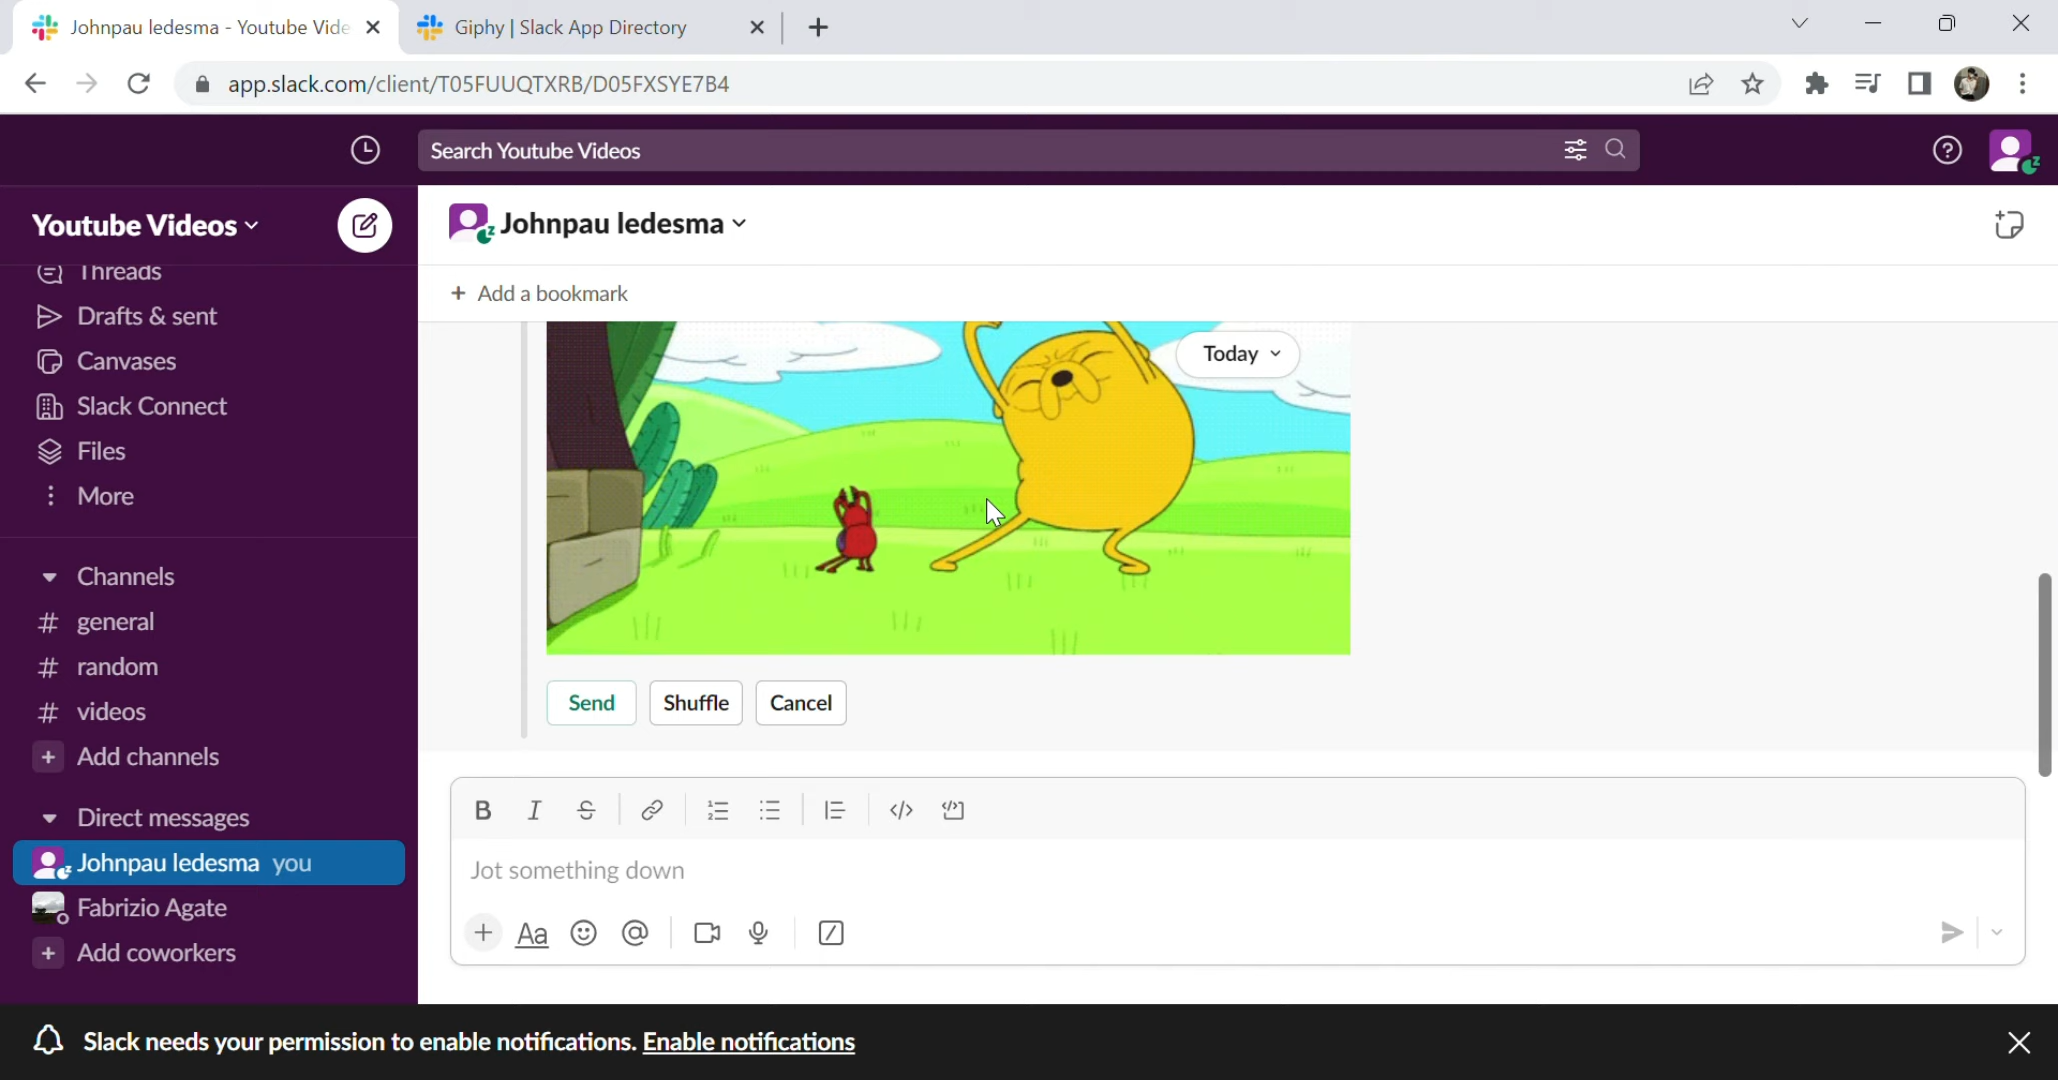 Johnpau ledesma - Youtube Vide
Giphy | Slack App Directory
app.slack.com/client/T05FUUQTXRB/D05FXSYE7B4
Search Youtube Videos
Youtube Videos
Johnpau ledesma
Threads
Add a bookmark
Drafts & sent
Canvases
Slack Connect
Files
More
Today
Channels
# general
# random
# videos
+ Add channels
Send
Shuffle
Cancel
Direct messages
Johnpau ledesma you
Fabrizio Agate
+ Add coworkers
Jot something down
Aa
Slack needs your permission to enable notifications. Enable notifications